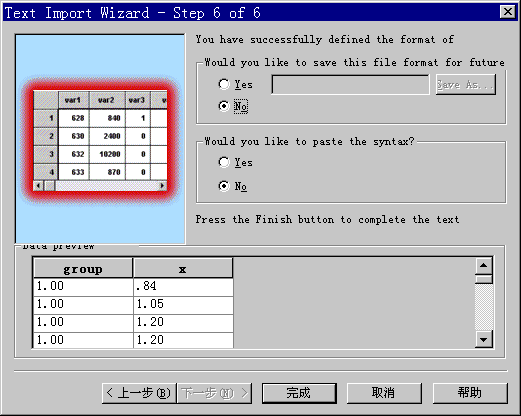 Text Import Wizard - Step 6 of 6
You have successfully defined the format of
Would you like to save this file format for future
Yes
Save As...
No
var1 var2 var3 v
1 628 840 1
2 630 2400 0
3 632 10200 0
4 633 870 0
Would you like to paste the syntax?
Yes
No
Press the Finish button to complete the text
Data preview
group x
1.00 .84
1.00 1.05
1.00 1.20
1.00 1.20
< 上一步(B) 下一步(N) > 完成 取消 帮助